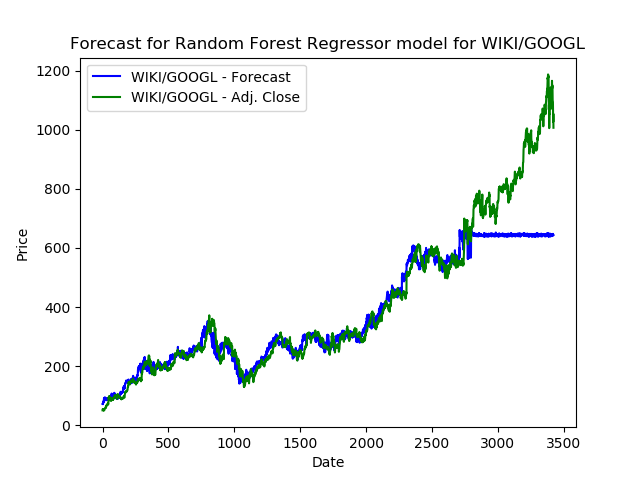 Forecast for Random Forest Regressor model for WIKI/GOOGL
WIKI/GOOGL - Forecast
WIKI/GOOGL - Adj. Close
1200
1000
800
600
400
200
0
Price
0 500 1000 1500 2000 2500 3000 3500
Date